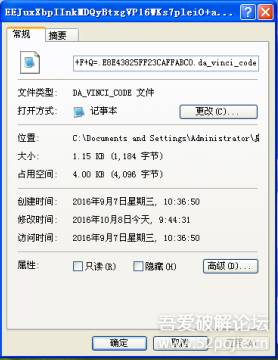 常规
摘要
+F+Q=.E8E43825FF23CAFFABC0.da_vinci_code
文件类型:
DA_VINCI_CODE 文件
打开方式:
记事本
更改(C)...
位置:
C:\Documents and Settings\Administrator\
大小:
1.15 KB (1,184 字节)
占用空间:
4.00 KB (4,096 字节)
创建时间:
2016年9月7日星期三, 10:36:50
修改时间:
2016年10月8日今天, 9:44:31
访问时间:
2016年9月7日星期三, 10:36:50
属性:
只读(R)
隐藏(H)
高级(D)...
吾爱破解论坛
www.52pojie.cn
确定
取消